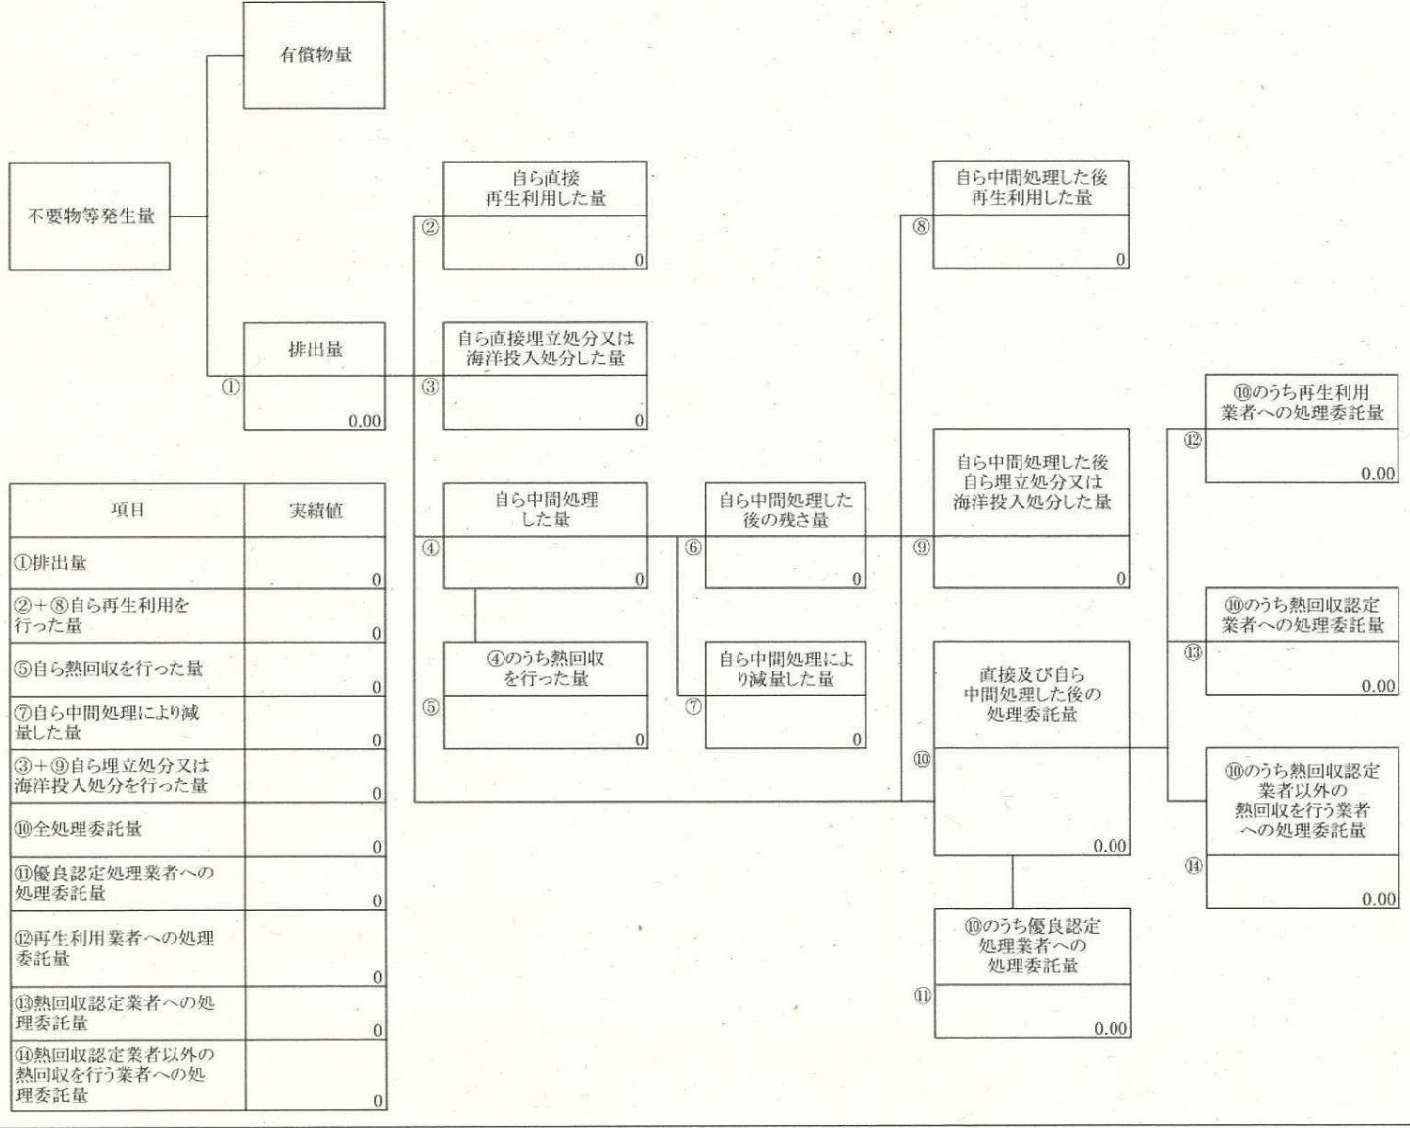 有償物量
不要物等発生量
排出量
①
0.00
自ら直接
再生利用した量
②
0
自ら直接埋立処分又は
海洋投入処分した量
③
0
自ら中間処理
した量
④
0
④のうち熱回収
を行った量
⑤
0
自ら中間処理した
後の残さ量
⑥
0
自ら中間処理によ
り減量した量
⑦
0
自ら中間処理した後
再生利用した量
⑧
0
自ら中間処理した後
自ら埋立処分又は
海洋投入処分した量
⑨
0
直接及び自ら
中間処理した後の
処理委託量
⑩
0.00
⑩のうち優良認定
処理業者への
処理委託量
⑪
0.00
⑩のうち再生利用
業者への処理委託量
⑫
0.00
⑩のうち熱回収認定
業者への処理委託量
⑬
0.00
⑩のうち熱回収認定
業者以外の
熱回収を行う業者
への処理委託量
⑭
0.00
項目 実績値
①排出量
0
②+⑧自ら再生利用を
行った量
0
⑤自ら熱回収を行った量
0
⑦自ら中間処理により減
量した量
0
③+⑨自ら埋立処分又は
海洋投入処分を行った量
0
⑩全処理委託量
0
⑪優良認定処理業者への
処理委託量
0
⑫再生利用業者への処理
委託量
0
⑬熱回収認定業者への処
理委託量
0
⑭熱回収認定業者以外の
熱回収を行う業者への処
理委託量
0